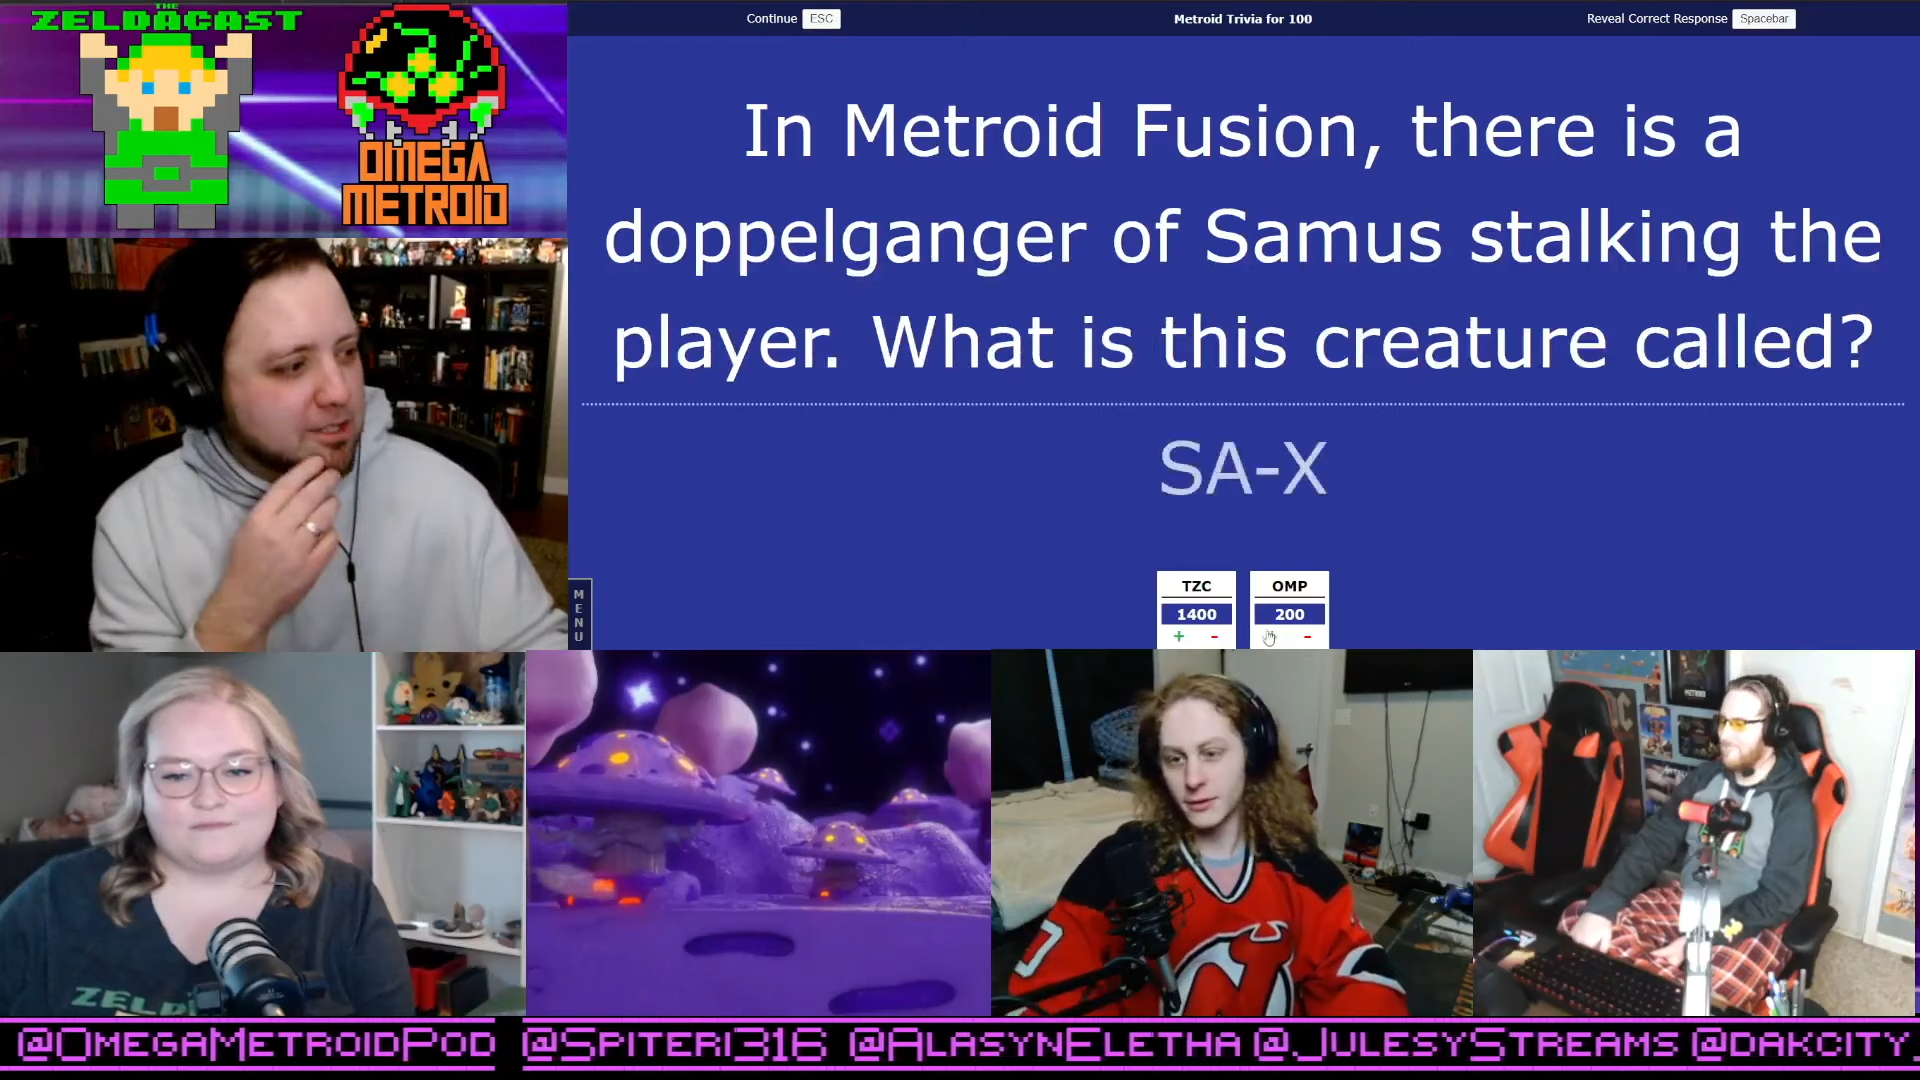 THE
ZELDACAST
OMEGA
METROID
Continue ESC
Metroid Trivia for 100
Reveal Correct Response Spacebar
In Metroid Fusion, there is a
doppelganger of Samus stalking the
player. What is this creature called?
SA-X
MENU
TZC
1400
+ -
OMP
200
-
ZELD
@OMEGAMETROIDPOD @SPITERI316 @ALASYNELETHA @JULESYSTREAMS @DAKCITY_